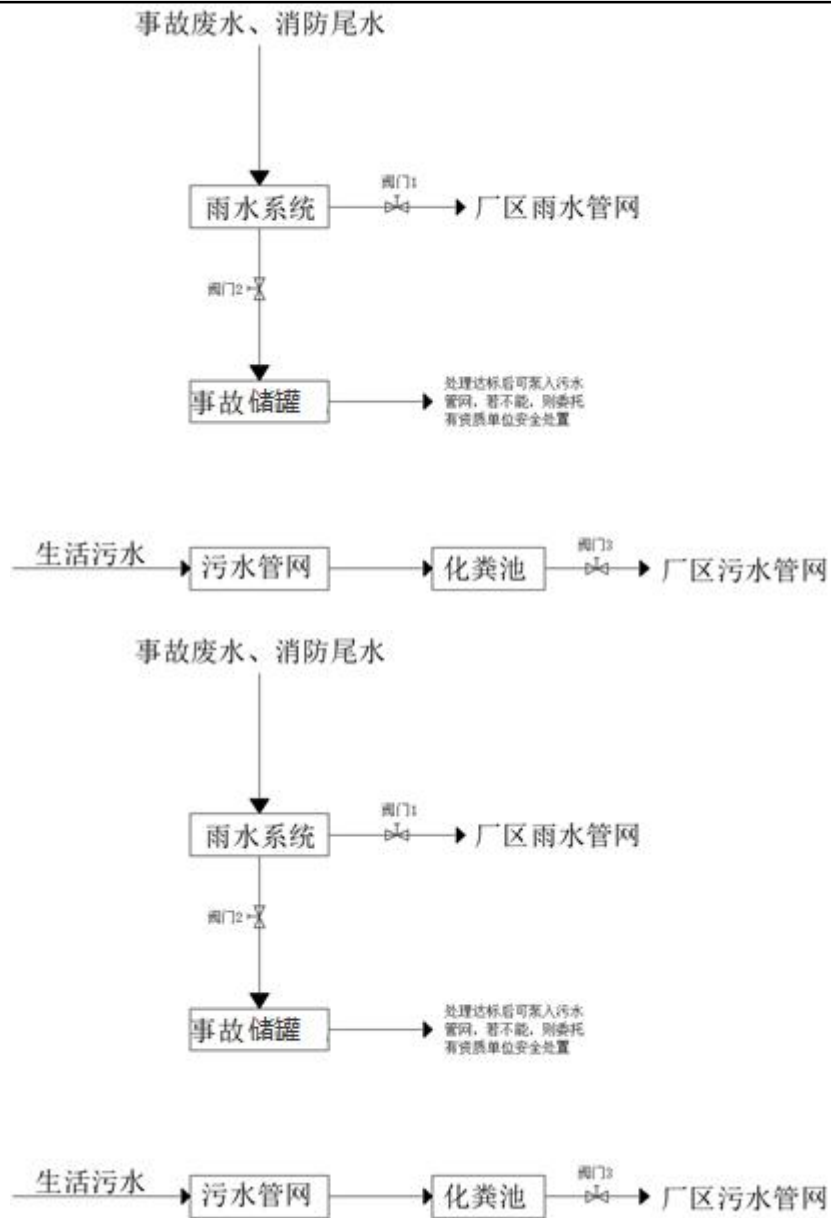 事故废水、消防尾水
阀门1
雨水系统
厂区雨水管网
阀门2
事故储罐
处理达标后可泵入污水
管网，若不能，则委托
有资质单位安全处置
生活污水
污水管网
化粪池
阀门3
厂区污水管网
事故废水、消防尾水
阀门1
雨水系统
厂区雨水管网
阀门2
事故储罐
处理达标后可泵入污水
管网，若不能，则委托
有资质单位安全处置
生活污水
污水管网
化粪池
阀门3
厂区污水管网